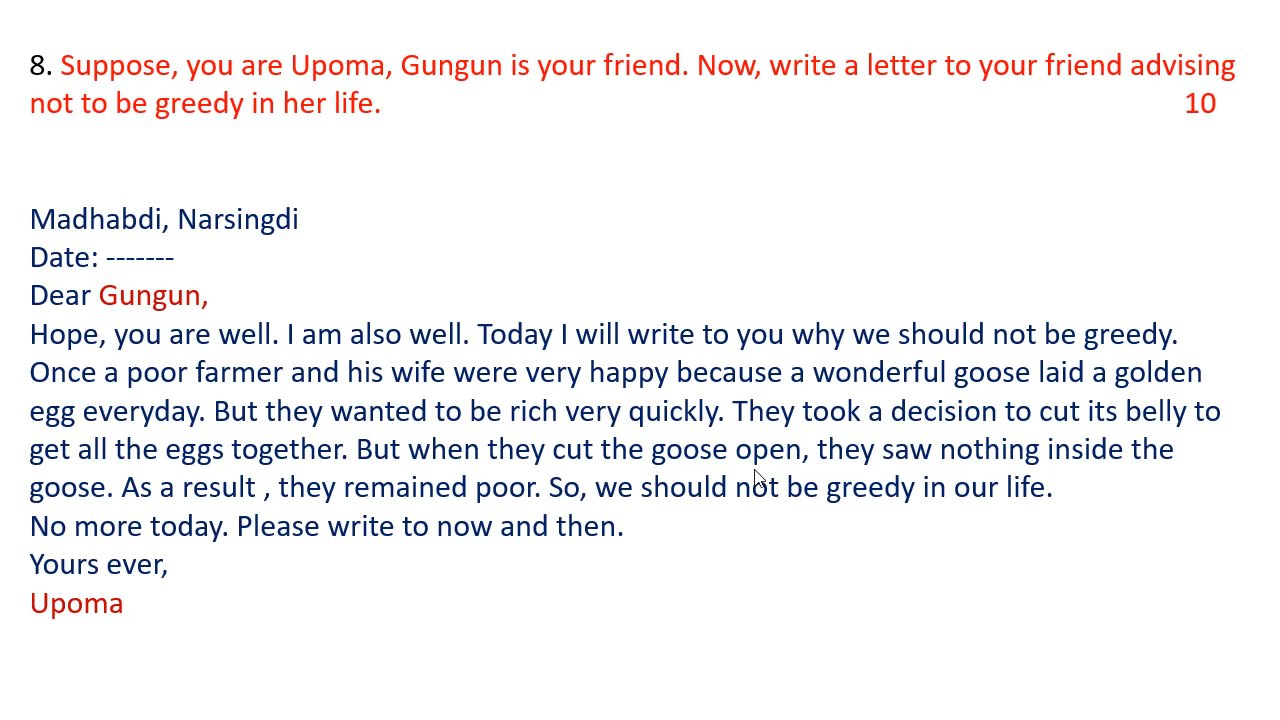 8. Suppose, you are Upoma, Gungun is your friend. Now, write a letter to your friend advising
not to be greedy in her life. 10
Madhabdi, Narsingdi
Date: -------
Dear Gungun,
Hope, you are well. I am also well. Today I will write to you why we should not be greedy.
Once a poor farmer and his wife were very happy because a wonderful goose laid a golden
egg everyday. But they wanted to be rich very quickly. They took a decision to cut its belly to
get all the eggs together. But when they cut the goose open, they saw nothing inside the
goose. As a result , they remained poor. So, we should not be greedy in our life.
No more today. Please write to now and then.
Yours ever,
Upoma